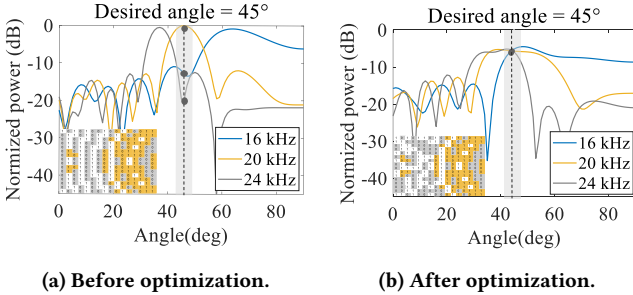 Desired angle = 45°
Normized power (dB)
0
-10
-20
-30
-40
16 kHz
20 kHz
24 kHz
0
20
40
60
80
Angle(deg)
(a) Before optimization.
Desired angle = 45°
Normized power (dB)
0
-10
-20
-30
-40
16 kHz
20 kHz
24 kHz
0
20
40
60
80
Angle(deg)
(b) After optimization.